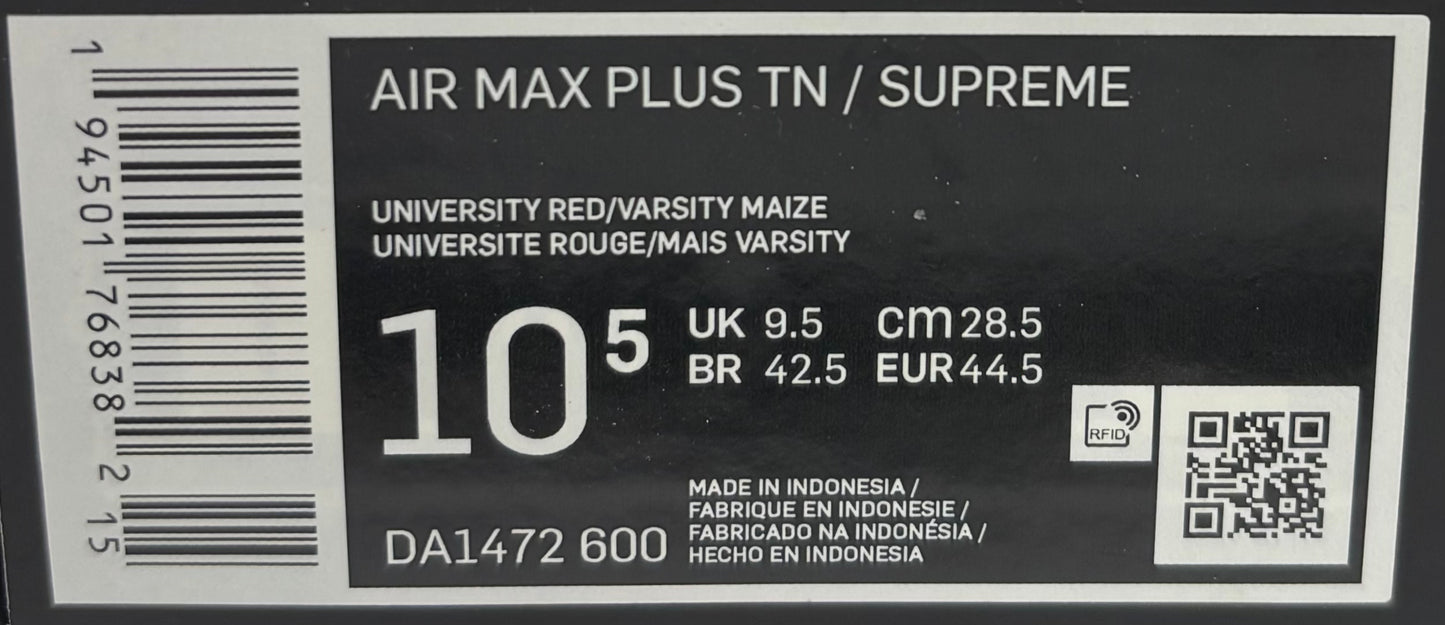 AIR MAX PLUS TN / SUPREME
UNIVERSITY RED/VARSITY MAIZE
UNIVERSITE ROUGE/MAIS VARSITY
10 5
UK 9.5 cm 28.5
BR 42.5 EUR 44.5
RFID
MADE IN INDONESIA /
FABRIQUE EN INDONESIE /
FABRICADO NA INDONÉSIA /
HECHO EN INDONESIA
DA1472 600
1 94501 76838 2 15